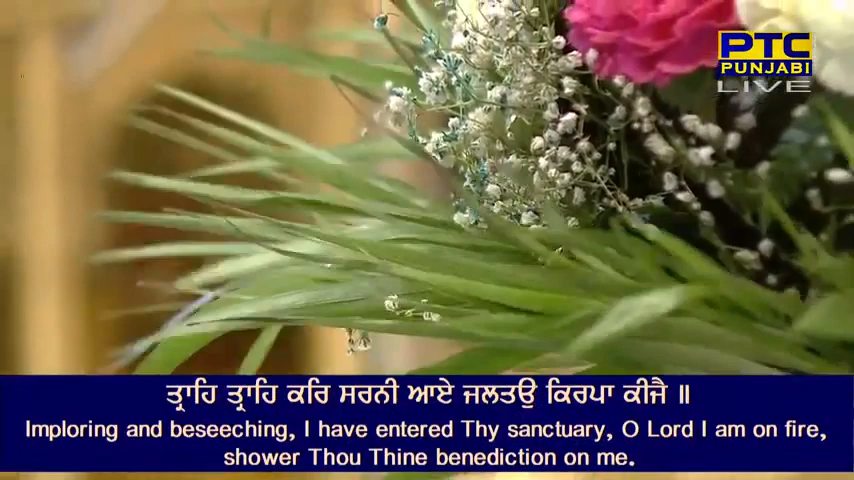 PTC
PUNJABI
LIVE
ਤ੍ਰਾਹਿ ਤ੍ਰਾਹਿ ਕਰਿ ਸਰਨੀ ਆਏ ਜਲਤਉ ਕਿਰਪਾ ਕੀਜੈ ॥
Imploring and beseeching, I have entered Thy sanctuary, O Lord I am on fire,
shower Thou Thine benediction on me.